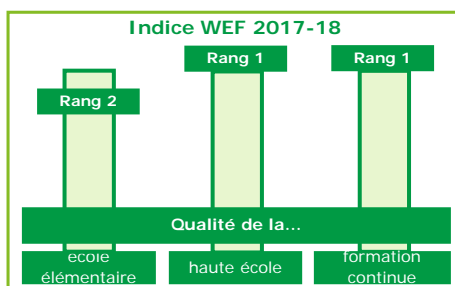 Indice WEF 2017-18
Rang 1
Rang 1
Rang 2
Qualité de la...
école
élémentaire
haute école
formation
continue